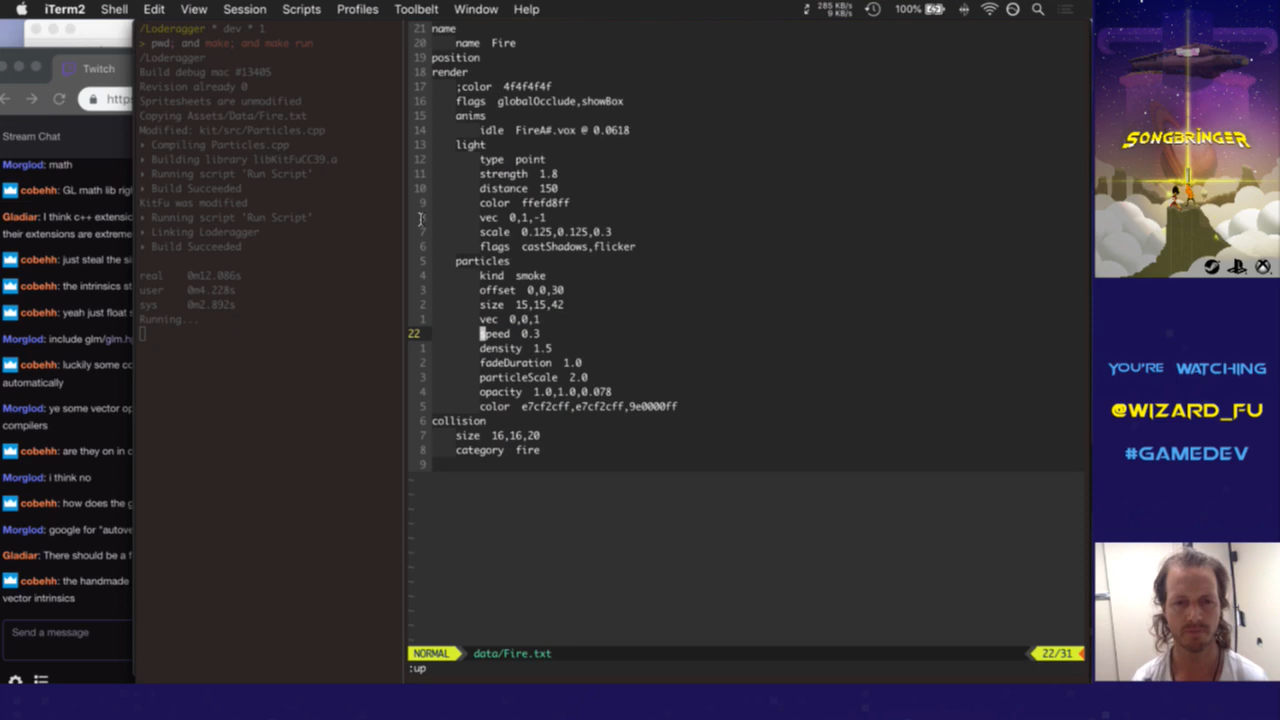 iTerm2 Shell Edit View Session Scripts Profiles Toolbelt Window Help 285 KB/s 9 KB/s 100%
Twitch
https
Stream Chat
Morglod: math
cobehh: GL math lib rig
Gladiar: I think c++ extensio
their extensions are extreme
cobehh: just steal the si
cobehh: the intrinsics st
cobehh: yeah just float s
Morglod: include glm/glm.h
cobehh: luckily some co
automatically
Morglod: ye some vector op
compilers
cobehh: are they on in c
Morglod: i think no
cobehh: how does the g
Morglod: google for "autove
Gladiar: There should be a f
cobehh: the handmade
vector intrinsics
Send a message
/Loderagger * dev * 1
> pwd; and make; and make run
/Loderagger
Build debug mac #13405
Revision already 0
Spritesheets are unmodified
Copying Assets/Data/Fire.txt
Modified: kit/src/Particles.cpp
Compiling Particles.cpp
Building library libKitFuCC39.a
Running script 'Run Script'
Build Succeeded
KitFu was modified
Running script 'Run Script'
Linking Loderagger
Build Succeeded
real 0m12.086s
user 0m4.228s
sys 0m2.892s
Running...
21 name
20 name Fire
19 position
18 render
17 ;color 4f4f4f4f
16 flags globalOcclude,showBox
15 anims
14 idle FireA#.vox @ 0.0618
13 light
12 type point
11 strength 1.8
10 distance 150
9 color ffefd8ff
8 vec 0,1,-1
7 scale 0.125,0.125,0.3
6 flags castShadows,flicker
5 particles
4 kind smoke
3 offset 0,0,30
2 size 15,15,42
1 vec 0,0,1
22 speed 0.3
1 density 1.5
2 fadeDuration 1.0
3 particleScale 2.0
4 opacity 1.0,1.0,0.078
5 color e7cf2cff,e7cf2cff,9e0000ff
6 collision
7 size 16,16,20
8 category fire
9
NORMAL data/Fire.txt 22/31
:up
SONGBRINGER
YOU'RE WATCHING
@WIZARD_FU
#GAMEDEV